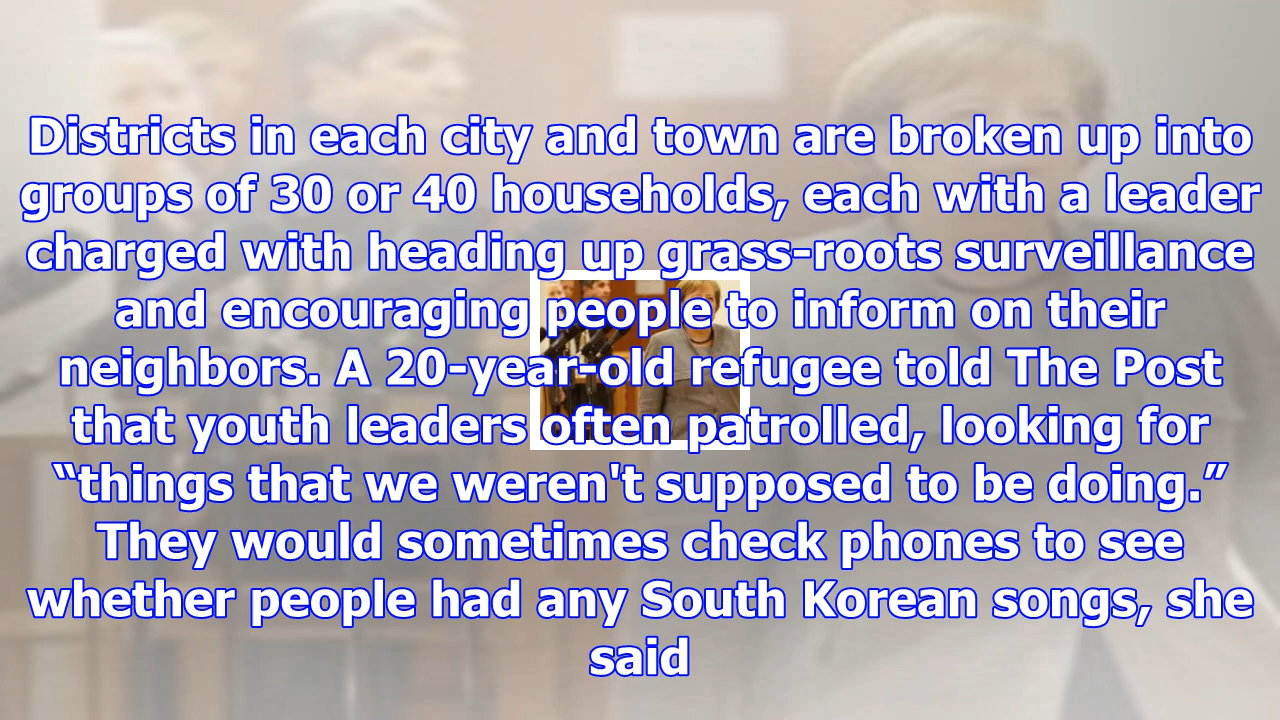 Districts in each city and town are broken up into
groups of 30 or 40 households, each with a leader
charged with heading up grass-roots surveillance
and encouraging people to inform on their
neighbors. A 20-year-old refugee told The Post
that youth leaders often patrolled, looking for
“things that we weren't supposed to be doing.”
They would sometimes check phones to see
whether people had any South Korean songs, she
said